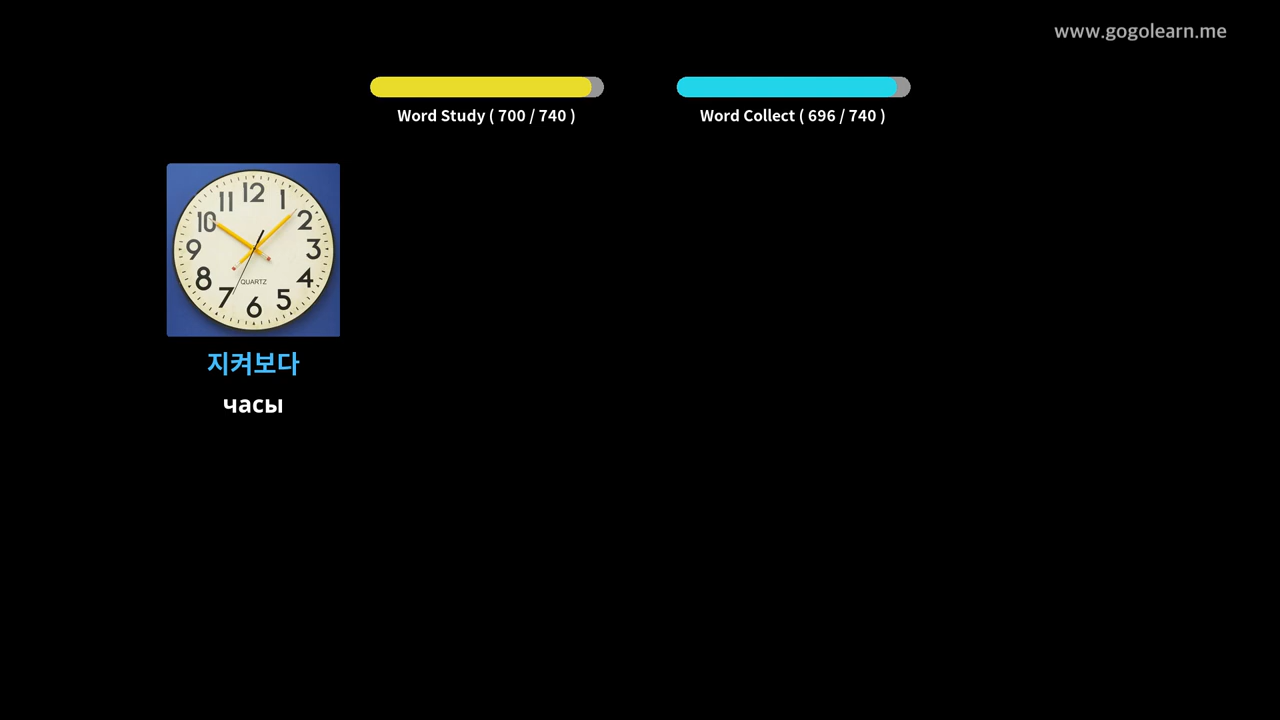 www.gogolearn.me
Word Study ( 700 / 740 )
Word Collect ( 696 / 740 )
12
11
1
10
2
9
3
8
4
QUARTZ
7
5
6
지켜보다
часы